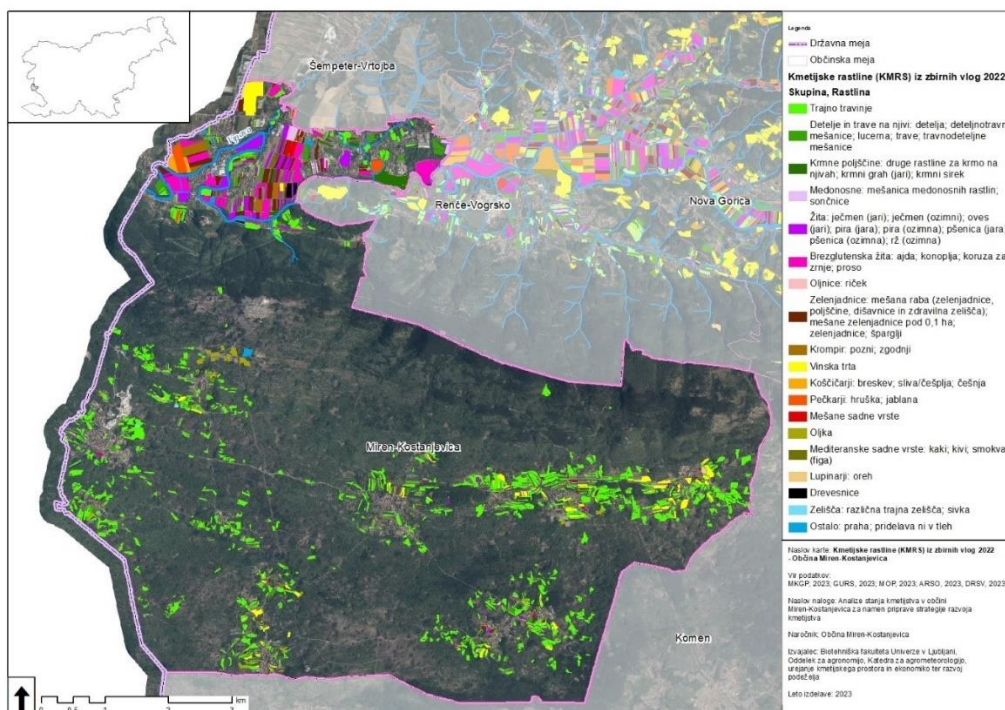 Šempeter-Vrtojba
Vipava
Renče-Vogrsko
Nova Gorica
Miren-Kostanjevica
Komen
0 0,5 1 2 3
km
Legenda
Državna meja
Občinska meja
Kmetijske rastline (KMRS) iz zbirnih vlog 2022
Skupina, Rastlina
Trajno travinje
Detelje in trave na njivi: detelja; deteljnotravne
mešanice; lucerna; trave; travnodeteljne
mešanice
Krmne poljščine: druge rastline za krmo na
njivah; krmni grah (jari); krmni sirek
Medonosne: mešanica medonosnih rastlin;
sončnice
Žita: ječmen (jari); ječmen (ozimni); oves
(jari); pira (jara); pira (ozimna); pšenica (jara)
pšenica (ozimna); rž (ozimna)
Brezglutenska žita: ajda; konoplja; koruza za
zrnje; proso
Oljnice: riček
Zelenjadnice: mešana raba (zelenjadnice,
poljščine, dišavnice in zdravilna zelišča);
mešane zelenjadnice pod 0,1 ha;
zelenjadnice; šparglji
Krompir: pozni; zgodnji
Vinska trta
Koščičarji: breskev; sliva/češplja; češnja
Pečkarji: hruška; jablana
Mešane sadne vrste
Oljka
Mediteranske sadne vrste: kaki; kivi; smokva
(figa)
Lupinarji: oreh
Drevesnice
Zelišča: različna trajna zelišča; sivka
Ostalo: praha; pridelava ni v tleh
Naslov karte: Kmetijske rastline (KMRS) iz zbirnih vlog 2022
- Občina Miren-Kostanjevica
Vir podatkov:
MKGP, 2023; GURS, 2023; MOP, 2023; ARSO, 2023, DRSV, 2023
Naslov naloge: Analize stanja kmetijstva v občini
Miren-Kostanjevica za namen priprave strategije razvoja
kmetijstva
Naročnik: Občina Miren-Kostanjevica
Izvajalec: Biotehniška fakulteta Univerze v Ljubljani,
Oddelek za agronomijo, Katedra za agrometeorologijo,
urejanje kmetijskega prostora in ekonomiko ter razvoj
podeželja
Leto izdelave: 2023